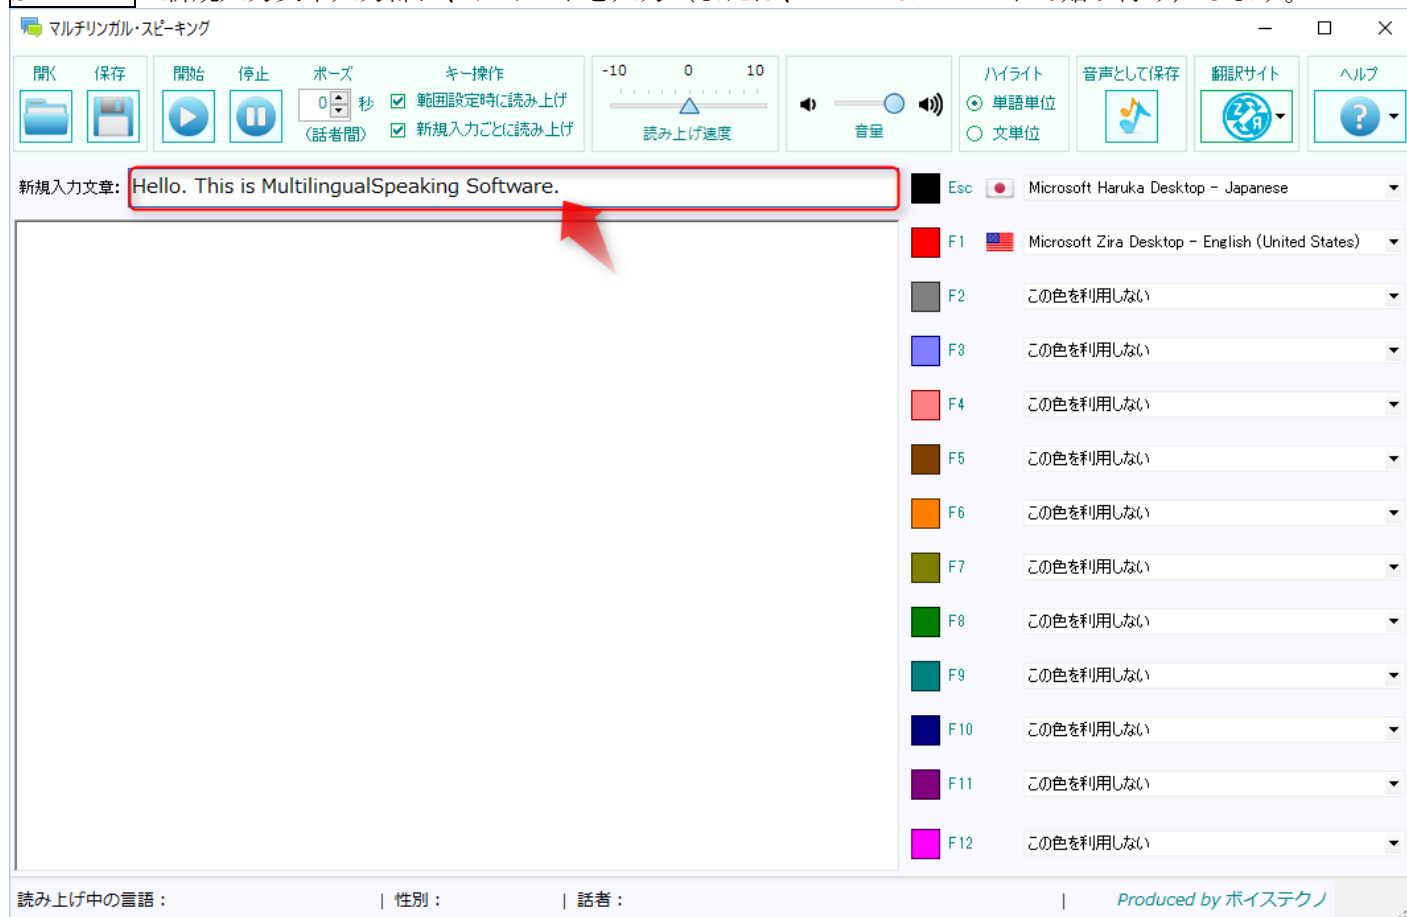 マルチリンガル・スピーキング
開く 保存 開始 停止 ポーズ キー操作 -10 0 10 ハイライト 音声として保存 翻訳サイト ヘルプ
0 秒 範囲設定時に読み上げ 単語単位
(話者間) 新規入力ごとに読み上げ 読み上げ速度 音量 文単位
新規入力文章: Hello. This is MultilingualSpeaking Software. Esc Microsoft Haruka Desktop - Japanese
F1 Microsoft Zira Desktop - English (United States)
F2 この色を利用しない
F3 この色を利用しない
F4 この色を利用しない
F5 この色を利用しない
F6 この色を利用しない
F7 この色を利用しない
F8 この色を利用しない
F9 この色を利用しない
F10 この色を利用しない
F11 この色を利用しない
F12 この色を利用しない
読み上げ中の言語: | 性別: | 話者: | Produced by ボイステクノ